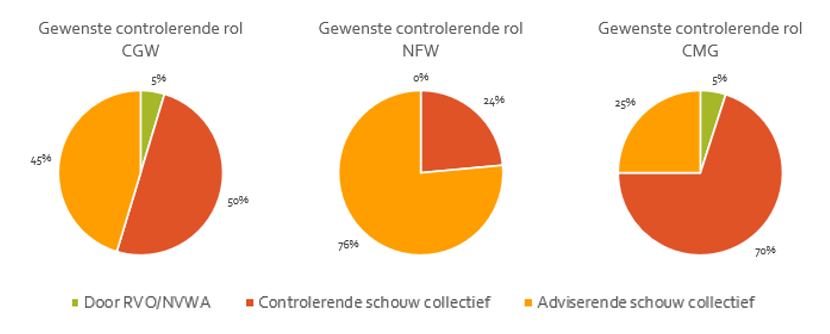 Gewenste controlerende rol
CGW
5%
45%
50%
Gewenste controlerende rol
NFW
0%
24%
76%
Gewenste controlerende rol
CMG
5%
25%
70%
Door RVO/NVWA
Controlerende schouw collectief
Adviserende schouw collectief